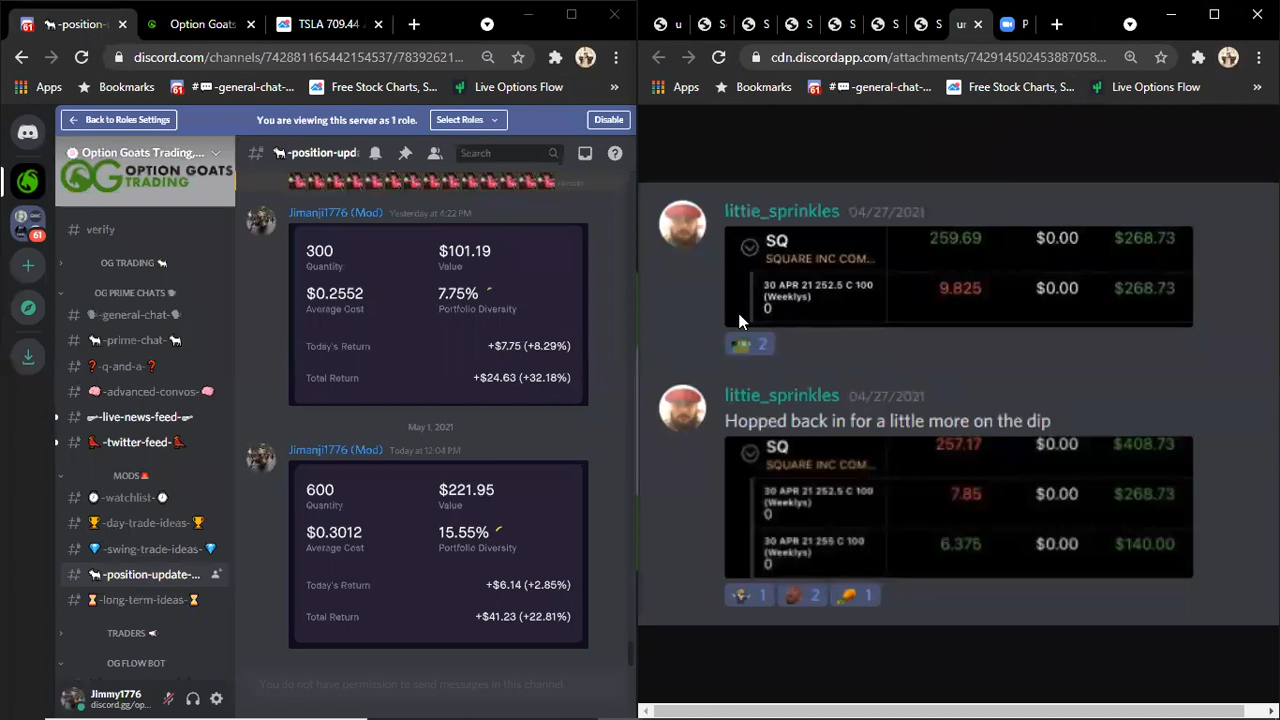 -position-
Option Goats
TSLA 709.44
discord.com/channels/742881165442154537/78392621...
Apps
Bookmarks
#💬-general-chat-...
Free Stock Charts, S...
Live Options Flow
»
Back to Roles Settings
You are viewing this server as 1 role.
Select Roles
Disable
Option Goats Trading,...
OPTION GOATS
TRADING
-position-upd
Search
verify
OG TRADING
OG PRIME CHATS
-general-chat-
-prime-chat-
-q-and-a-
-advanced-convos-
-live-news-feed-
-twitter-feed-
MODS
-watchlist-
-day-trade-ideas-
-swing-trade-ideas-
-position-update-...
-long-term-ideas-
TRADERS
OG FLOW BOT
61
Jimmy1776
discord.gg/op...
Jimanji1776 (Mod) Yesterday at 4:22 PM
300 $101.19
Quantity Value
$0.2552 7.75%
Average Cost Portfolio Diversity
Today's Return +$7.75 (+8.29%)
Total Return +$24.63 (+32.18%)
May 1, 2021
Jimanji1776 (Mod) Today at 12:04 PM
600 $221.95
Quantity Value
$0.3012 15.55%
Average Cost Portfolio Diversity
Today's Return +$6.14 (+2.85%)
Total Return +$41.23 (+22.81%)
You do not have permission to send messages in this channel.
u S S S S S S ur P
cdn.discordapp.com/attachments/742914502453887058...
Apps
Bookmarks
#💬-general-chat-...
Free Stock Charts, S...
Live Options Flow
»
littie_sprinkles 04/27/2021
SQ 259.69 $0.00 $268.73
SQUARE INC COM...
30 APR 21 252.5 C 100 9.825 $0.00 $268.73
(Weeklys)
0
2
littie_sprinkles 04/27/2021
Hopped back in for a little more on the dip
SQ 257.17 $0.00 $408.73
SQUARE INC COM...
30 APR 21 252.5 C 100 7.85 $0.00 $268.73
(Weeklys)
0
30 APR 21 255 C 100 6.375 $0.00 $140.00
(Weeklys)
0
1 2 1